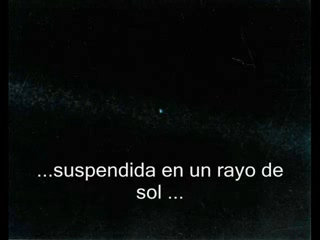 ...suspendida en un rayo de
sol ...